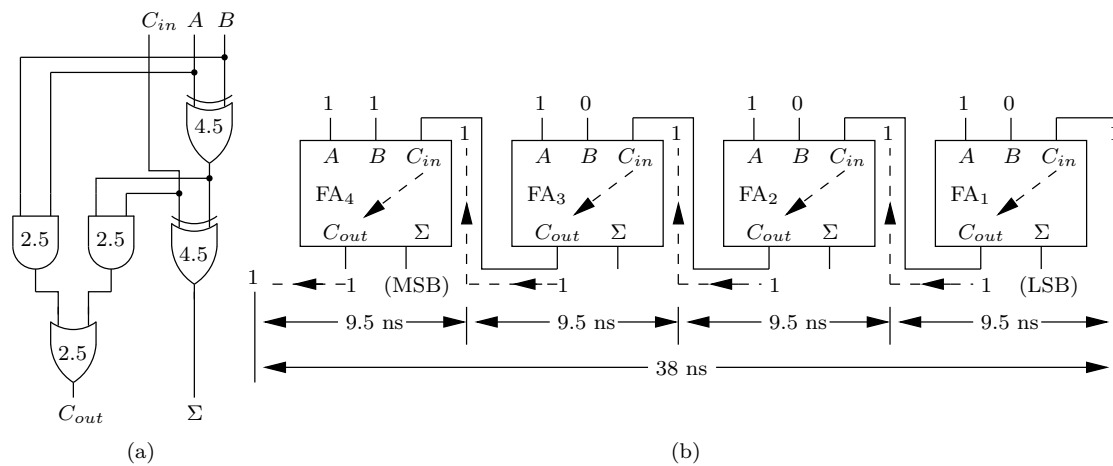 C_in A B
4.5
2.5 2.5
4.5
2.5
C_out Σ
(a)
1 1 1 1 0 1 1 0 1 1 0 1
A B C_in A B C_in A B C_in A B C_in
FA_4 FA_3 FA_2 FA_1
C_out Σ C_out Σ C_out Σ C_out Σ
1 1 (MSB) 1 1 1 (LSB)
9.5 ns 9.5 ns 9.5 ns 9.5 ns
38 ns
(b)